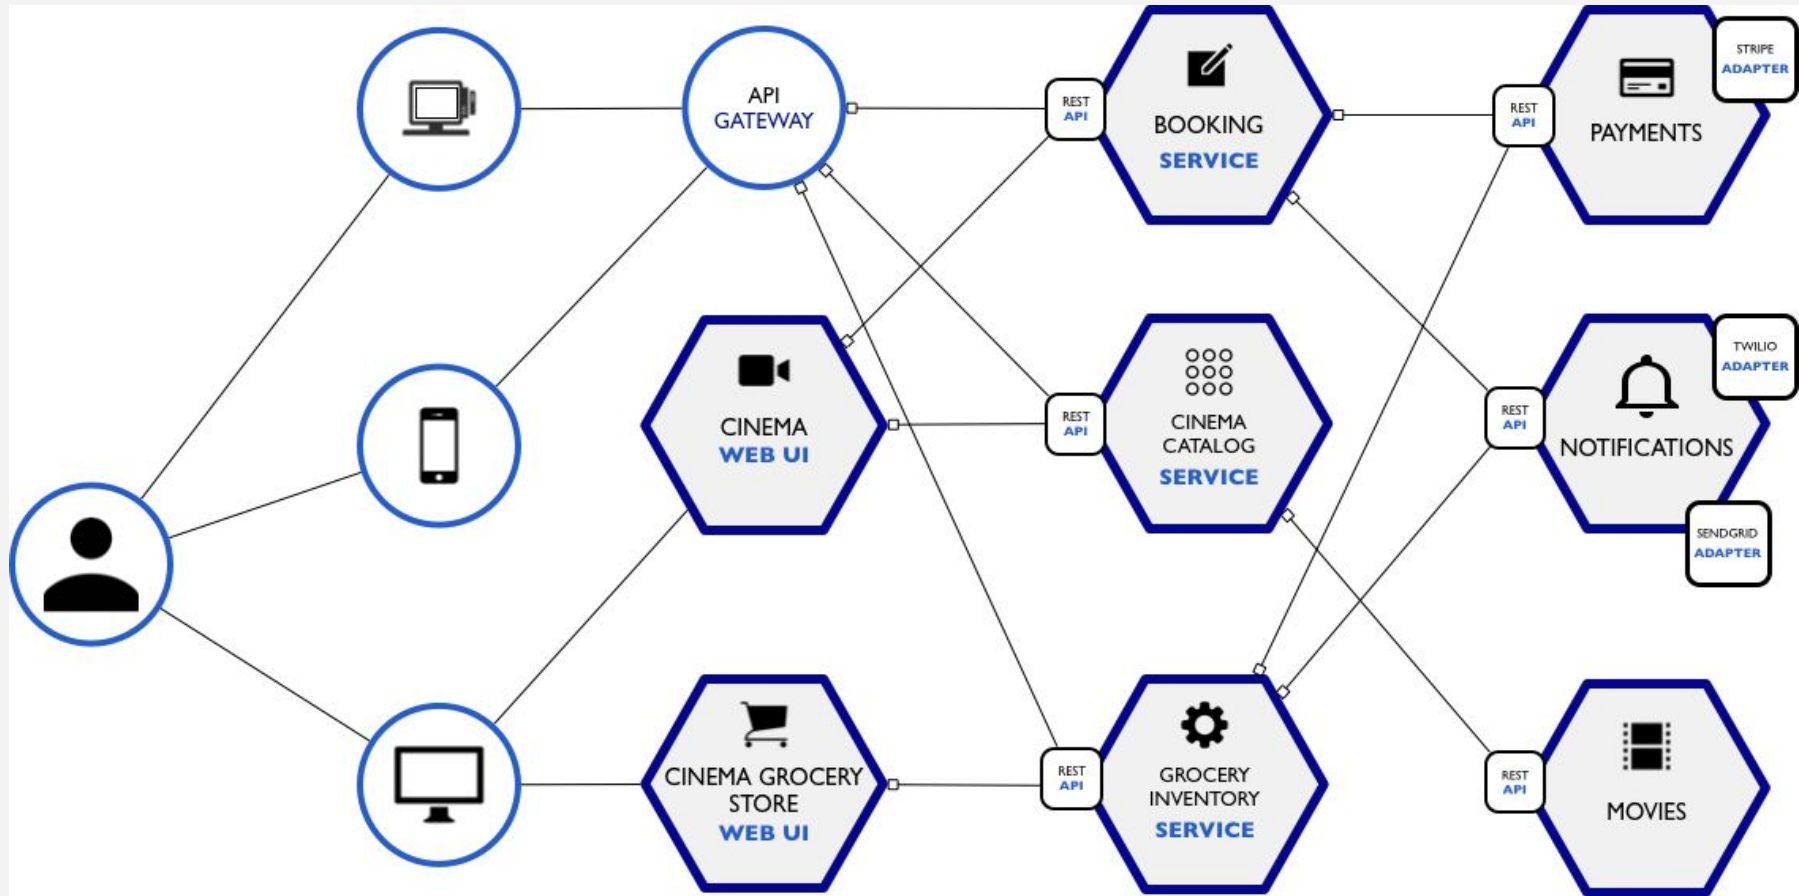 API
GATEWAY
REST
API
BOOKING
SERVICE
REST
API
PAYMENTS
STRIPE
ADAPTER
CINEMA
WEB UI
REST
API
CINEMA
CATALOG
SERVICE
REST
API
NOTIFICATIONS
TWILIO
ADAPTER
SENDGRID
ADAPTER
CINEMA GROCERY
STORE
WEB UI
REST
API
GROCERY
INVENTORY
SERVICE
REST
API
MOVIES